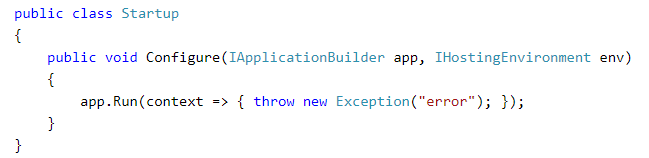 public class Startup
{
    public void Configure(IApplicationBuilder app, IHostingEnvironment env)
    {
        app.Run(context => { throw new Exception("error"); });
    }
}